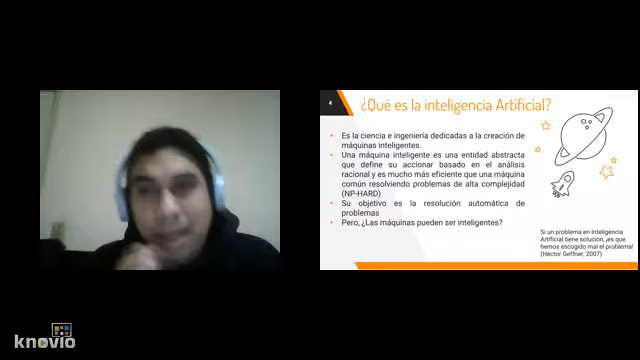 4
¿Qué es la inteligencia Artificial?
Es la ciencia e ingeniería dedicadas a la creación de
máquinas inteligentes.
Una máquina inteligente es una entidad abstracta
que define su accionar basado en el análisis
racional y es mucho más eficiente que una máquina
común resolviendo problemas de alta complejidad
(NP-HARD)
Su objetivo es la resolución automática de
problemas
Pero, ¿Las máquinas pueden ser inteligentes?
Si un problema en Inteligencia
Artificial tiene solución, ¡es que
hemos escogido mal el problema!
(Héctor Geffner, 2007)
knovio